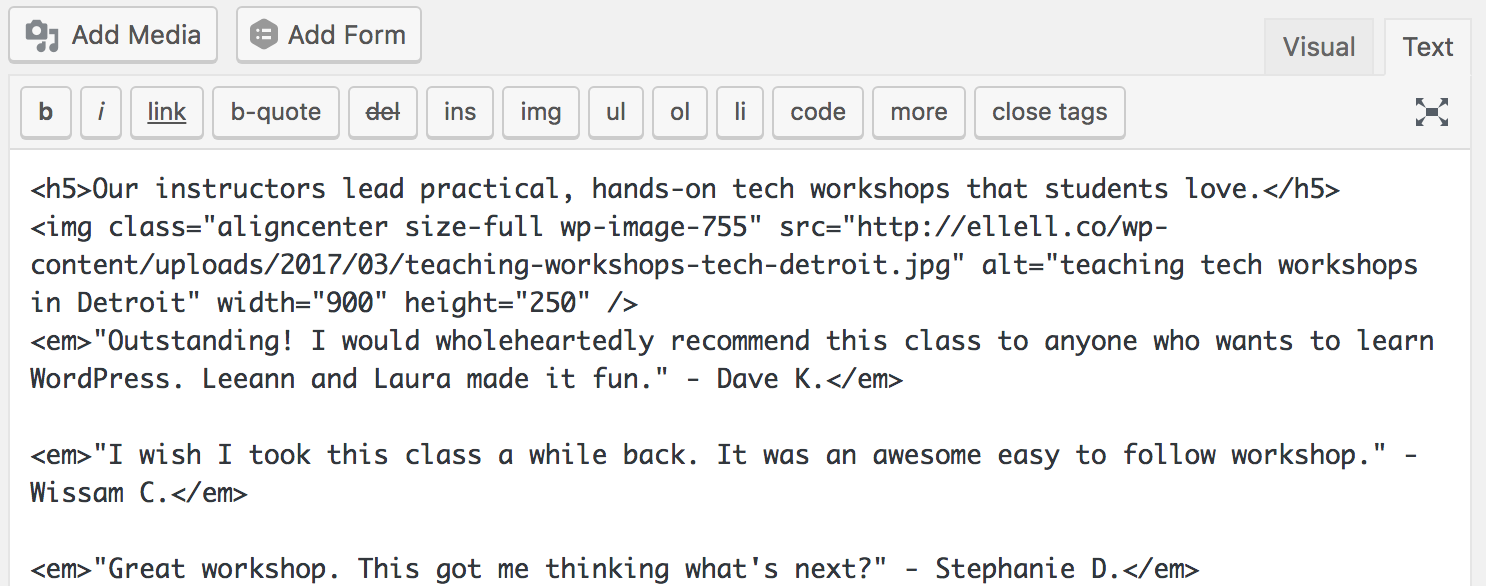 Add Media Add Form
Visual Text
b i link b-quote del ins img ul ol li code more close tags
<h5>Our instructors lead practical, hands-on tech workshops that students love.</h5>
<img class="aligncenter size-full wp-image-755" src="http://ellell.co/wp-
content/uploads/2017/03/teaching-workshops-tech-detroit.jpg" alt="teaching tech workshops
in Detroit" width="900" height="250" />
<em>"Outstanding! I would wholeheartedly recommend this class to anyone who wants to learn
WordPress. Leeann and Laura made it fun." - Dave K.</em>
<em>"I wish I took this class a while back. It was an awesome easy to follow workshop." -
Wissam C.</em>
<em>"Great workshop. This got me thinking what's next?" - Stephanie D.</em>